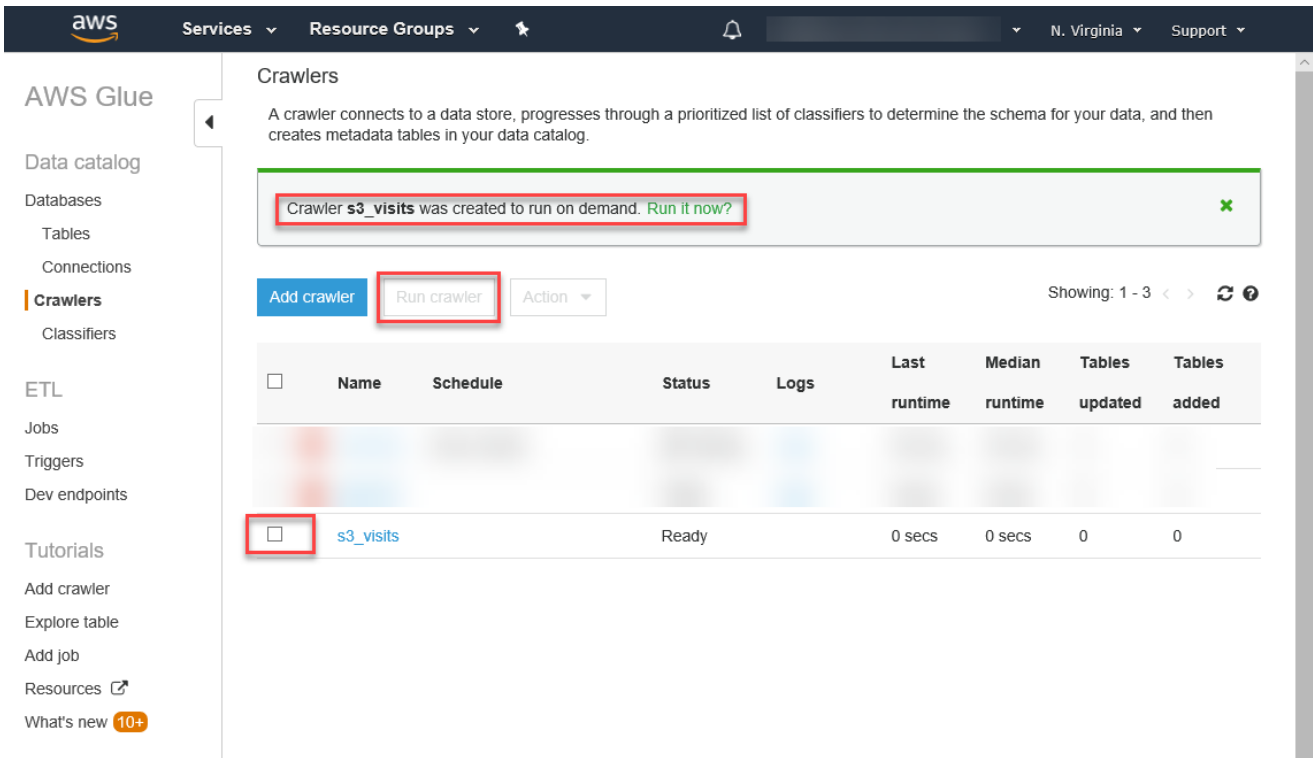 aws
Services
Resource Groups
N. Virginia
Support
AWS Glue
Data catalog
Databases
Tables
Connections
Crawlers
Classifiers
ETL
Jobs
Triggers
Dev endpoints
Tutorials
Add crawler
Explore table
Add job
Resources
What's new 10+
Crawlers
A crawler connects to a data store, progresses through a prioritized list of classifiers to determine the schema for your data, and then
creates metadata tables in your data catalog.
Crawler s3_visits was created to run on demand. Run it now?
Add crawler
Run crawler
Action
Showing: 1 - 3
Name
Schedule
Status
Logs
Last
runtime
Median
runtime
Tables
updated
Tables
added
s3_visits
Ready
0 secs
0 secs
0
0